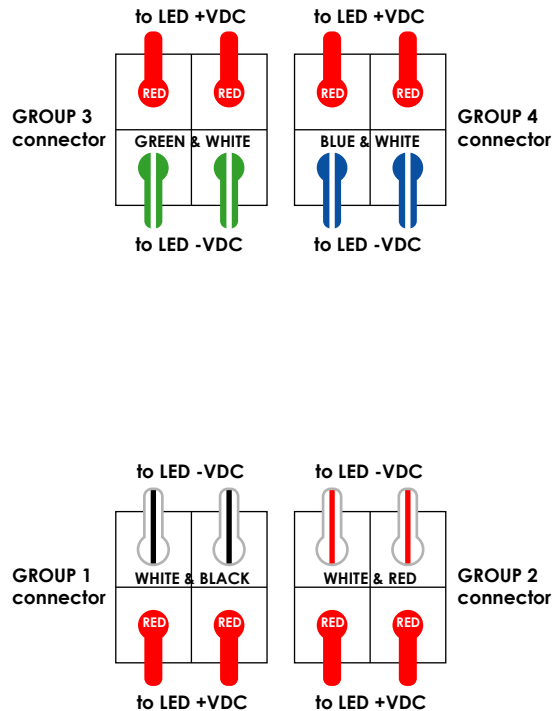 to LED +VDC
to LED +VDC
RED
RED
RED
RED
GROUP 3
connector
GROUP 4
connector
GREEN & WHITE
BLUE & WHITE
to LED -VDC
to LED -VDC
to LED -VDC
to LED -VDC
GROUP 1
connector
WHITE & BLACK
WHITE & RED
GROUP 2
connector
RED
RED
RED
RED
to LED +VDC
to LED +VDC